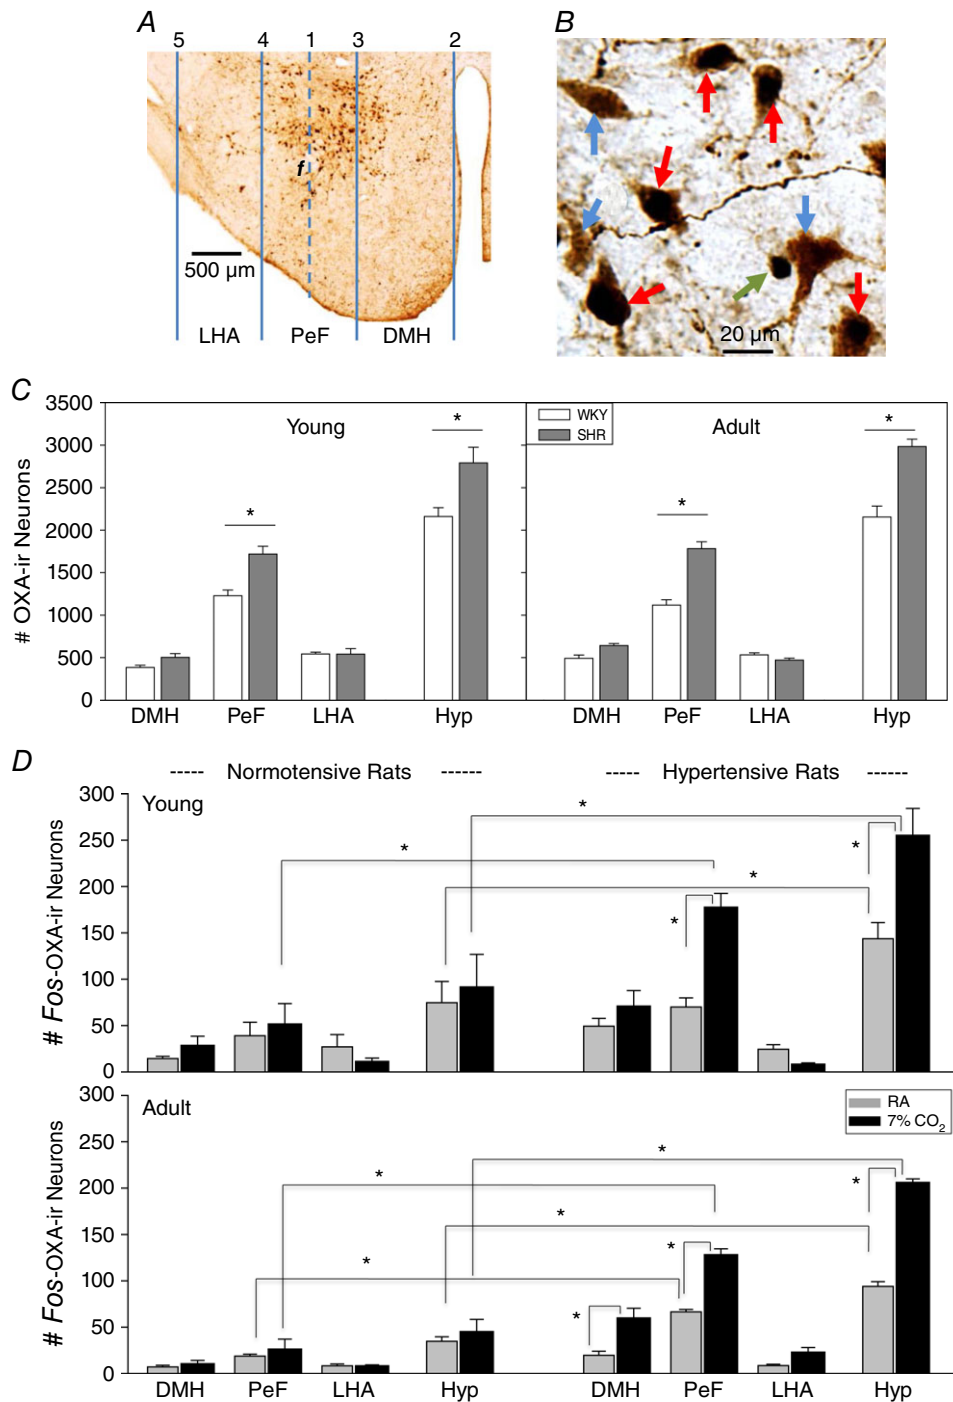 A
B
5 4 1 3 2
f
500 µm
LHA PeF DMH
20 µm
C
# OXA-ir Neurons
3500
3000
2500
2000
1500
1000
500
0
Young
WKY
SHR
Adult
* * * *
DMH PeF LHA Hyp DMH PeF LHA Hyp
D
----- Normotensive Rats ----- ----- Hypertensive Rats -----
# Fos-OXA-ir Neurons
300
250
200
150
100
50
0
Young
* * * * *
# Fos-OXA-ir Neurons
300
250
200
150
100
50
0
Adult
RA
7% CO₂
* * * * * * *
DMH PeF LHA Hyp DMH PeF LHA Hyp